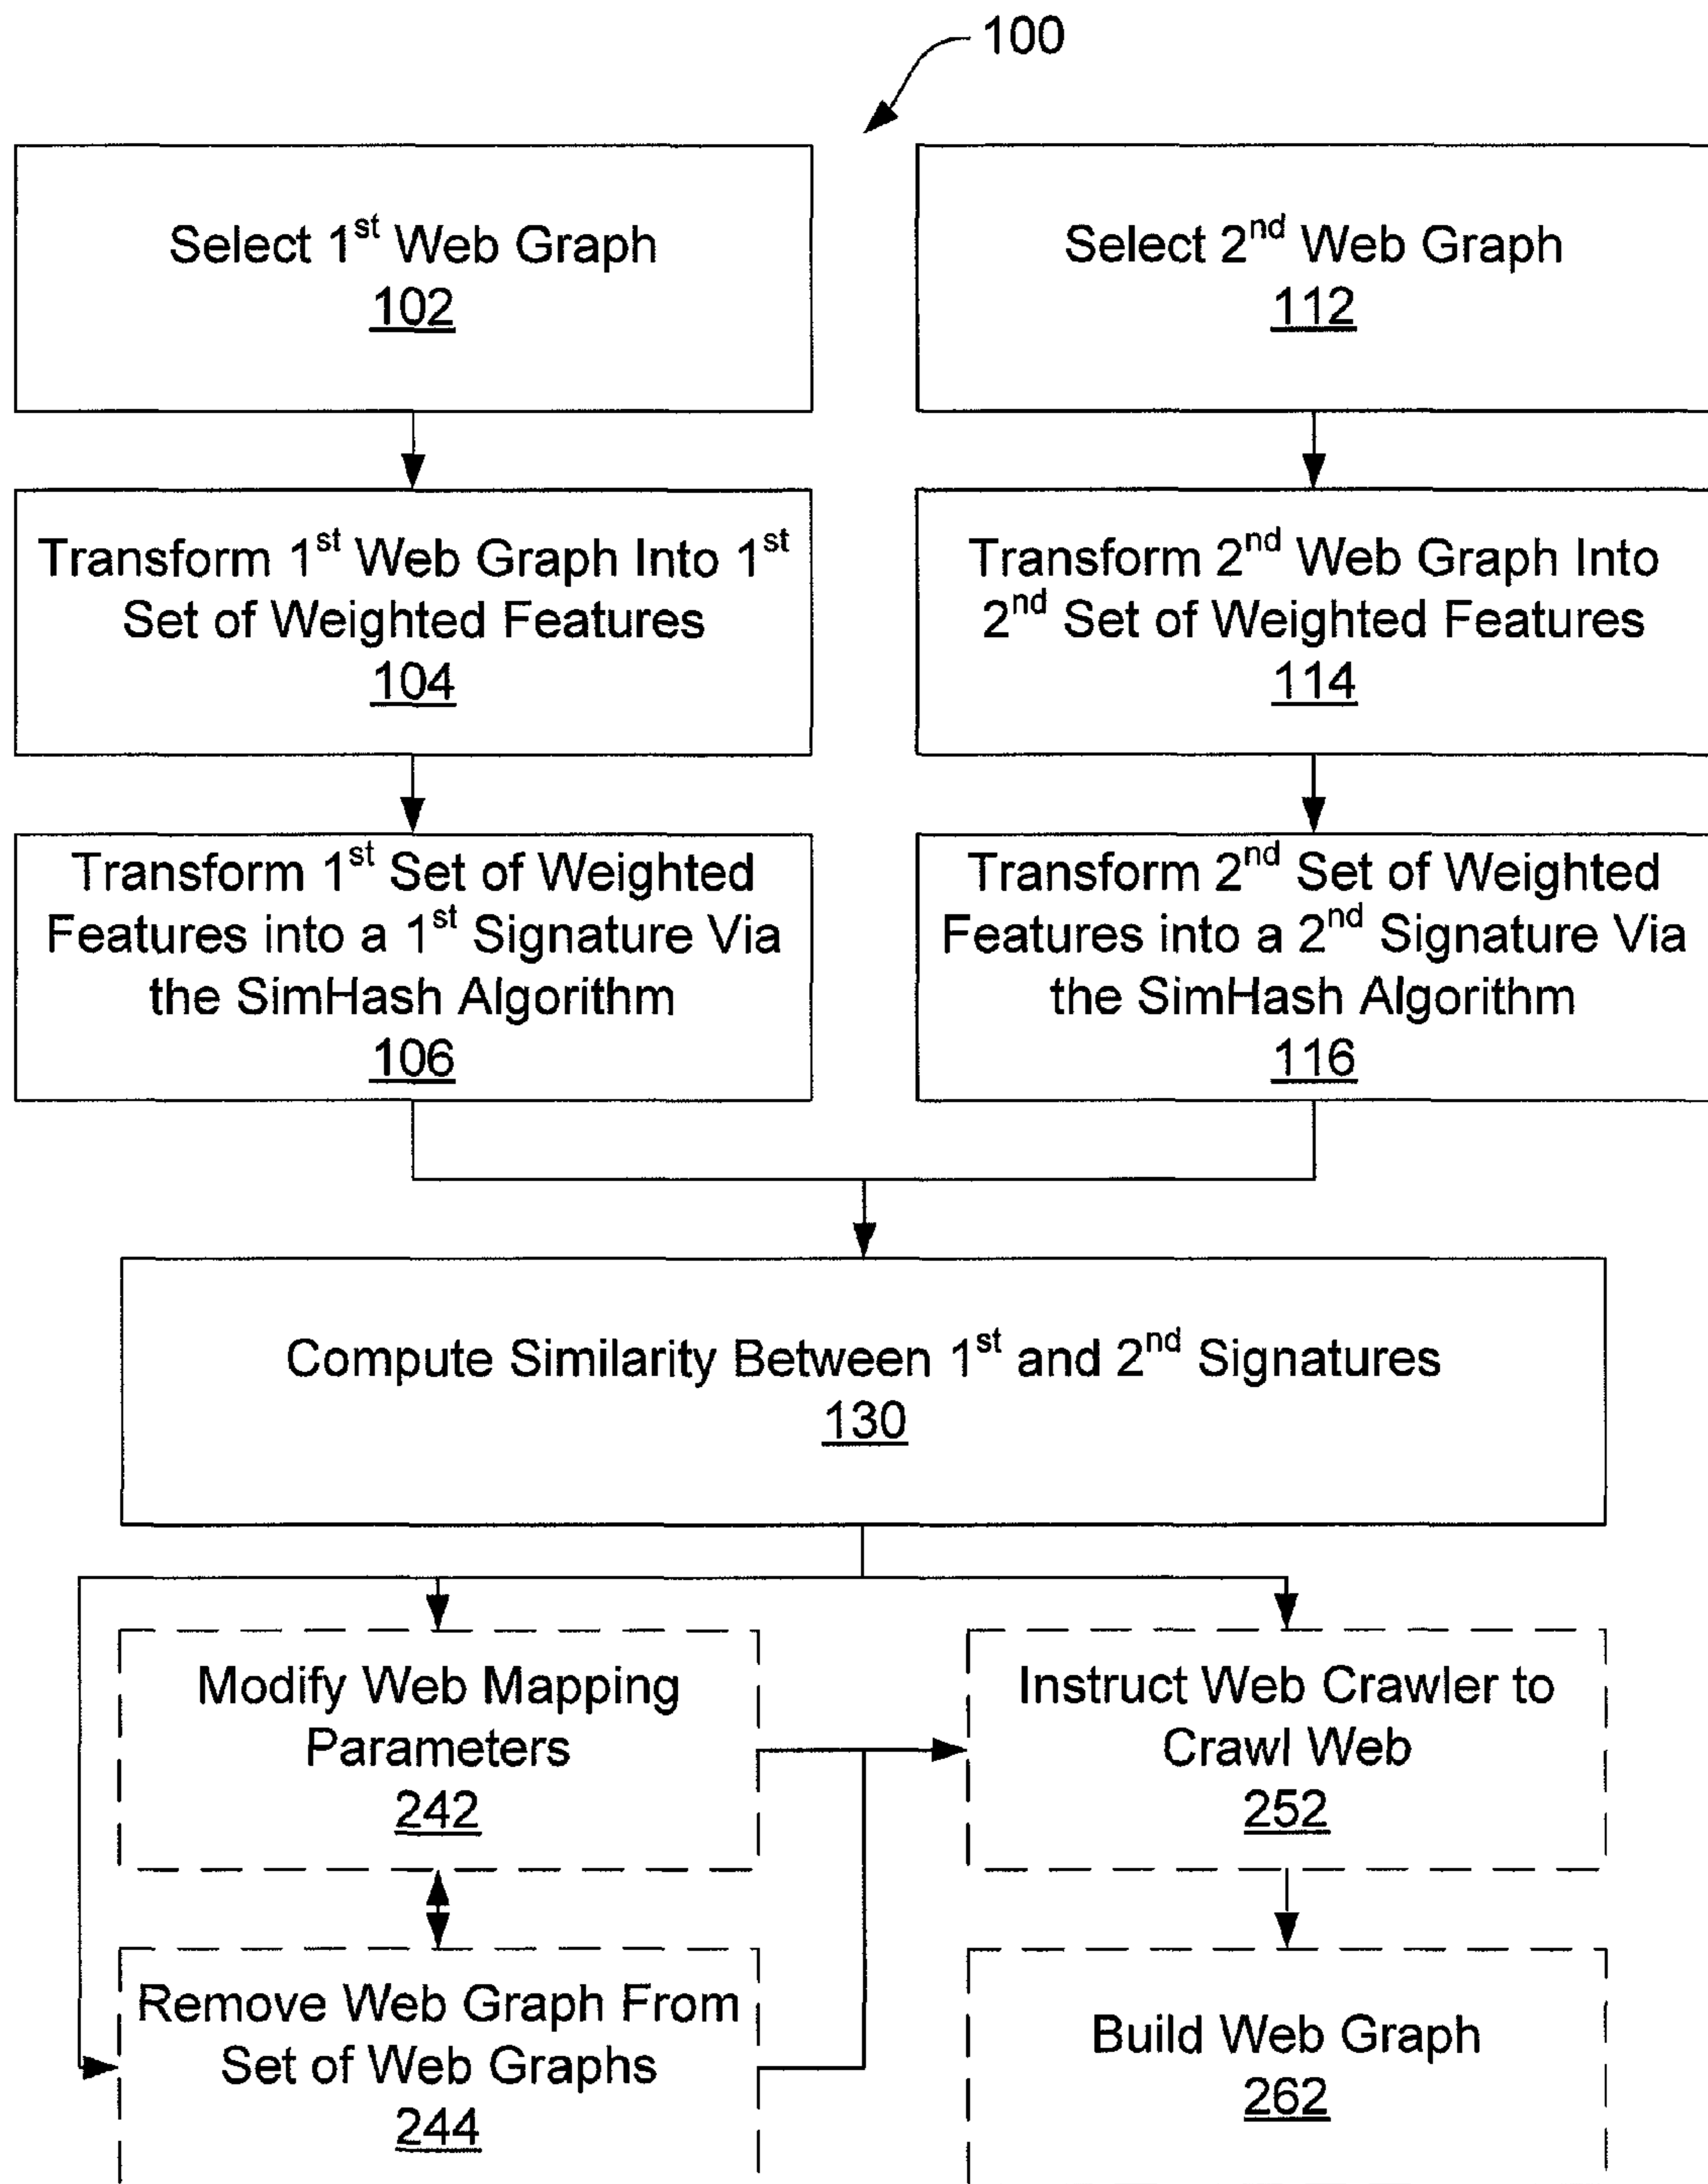 100
Select 1st Web Graph
102
Select 2nd Web Graph
112
Transform 1st Web Graph Into 1st
Set of Weighted Features
104
Transform 2nd Web Graph Into
2nd Set of Weighted Features
114
Transform 1st Set of Weighted
Features into a 1st Signature Via
the SimHash Algorithm
106
Transform 2nd Set of Weighted
Features into a 2nd Signature Via
the SimHash Algorithm
116
Compute Similarity Between 1st and 2nd Signatures
130
Modify Web Mapping
Parameters
242
Instruct Web Crawler to
Crawl Web
252
Remove Web Graph From
Set of Web Graphs
244
Build Web Graph
262